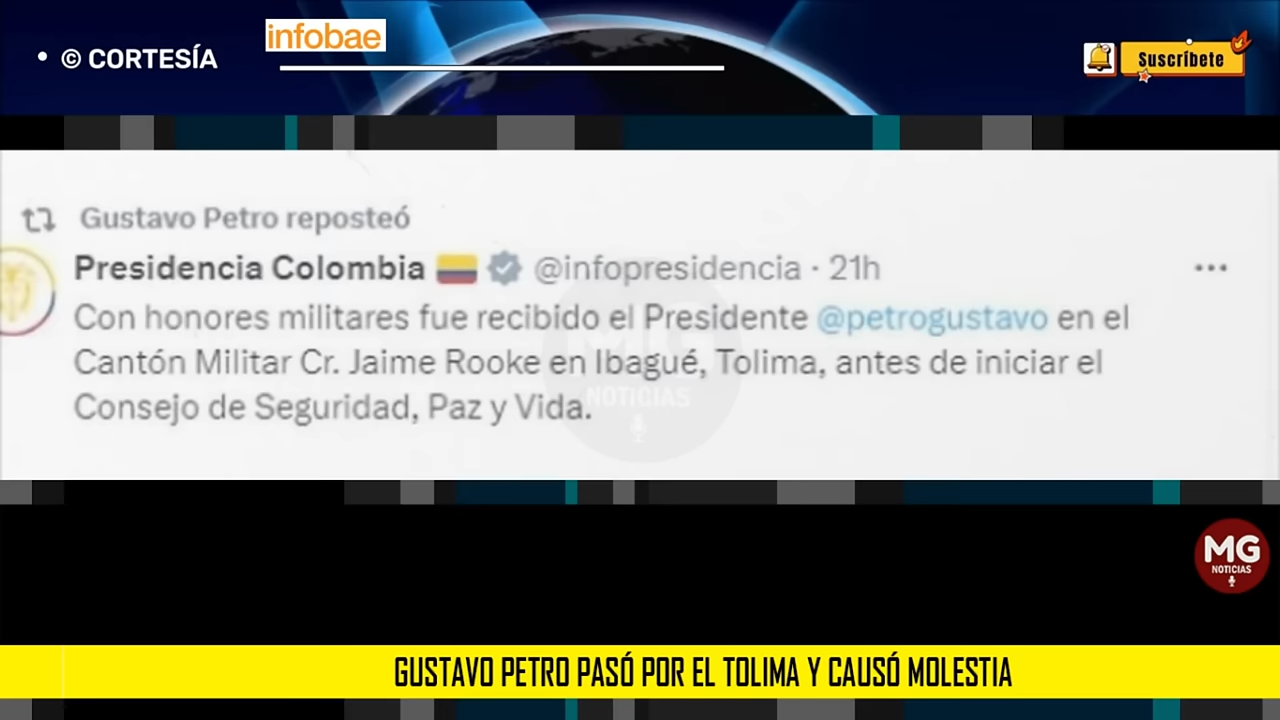 infobae
• © CORTESÍA
Suscríbete
Gustavo Petro reposteó
Presidencia Colombia @infopresidencia · 21h
Con honores militares fue recibido el Presidente @petrogustavo en el
Cantón Militar Cr. Jaime Rooke en Ibagué, Tolima, antes de iniciar el
Consejo de Seguridad, Paz y Vida.
MG
NOTICIAS
MG
NOTICIAS
GUSTAVO PETRO PASÓ POR EL TOLIMA Y CAUSÓ MOLESTIA